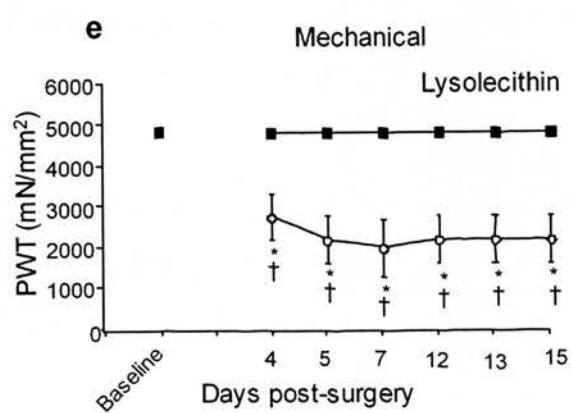 e
Mechanical
Lysolecithin
PWT (mN/mm²)
6000
5000
4000
3000
2000
1000
0
* * * * * *
† † † † † †
Baseline 4 5 7 12 13 15
Days post-surgery